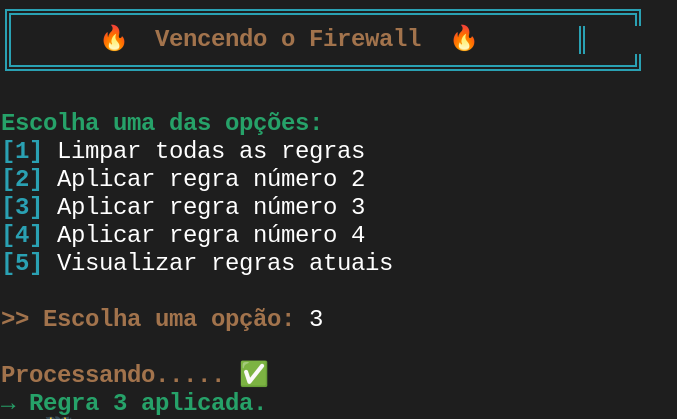 🔥 Vencendo o Firewall 🔥
Escolha uma das opções:
[1] Limpar todas as regras
[2] Aplicar regra número 2
[3] Aplicar regra número 3
[4] Aplicar regra número 4
[5] Visualizar regras atuais
>> Escolha uma opção: 3
Processando..... ✅
→ Regra 3 aplicada.